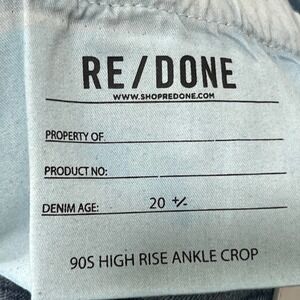 RE/DONE
WWW.SHOPREDONE.COM
PROPERTY OF:
PRODUCT NO:
DENIM AGE: 20 +/-
90S HIGH RISE ANKLE CROP